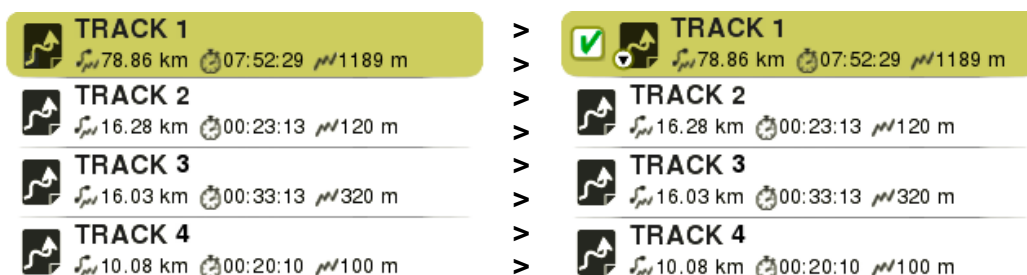 TRACK 1
78.86 km 07:52:29 1189 m
TRACK 2
16.28 km 00:23:13 120 m
TRACK 3
16.03 km 00:33:13 320 m
TRACK 4
10.08 km 00:20:10 100 m
>
>
>
>
>
>
>
>
TRACK 1
78.86 km 07:52:29 1189 m
TRACK 2
16.28 km 00:23:13 120 m
TRACK 3
16.03 km 00:33:13 320 m
TRACK 4
10.08 km 00:20:10 100 m